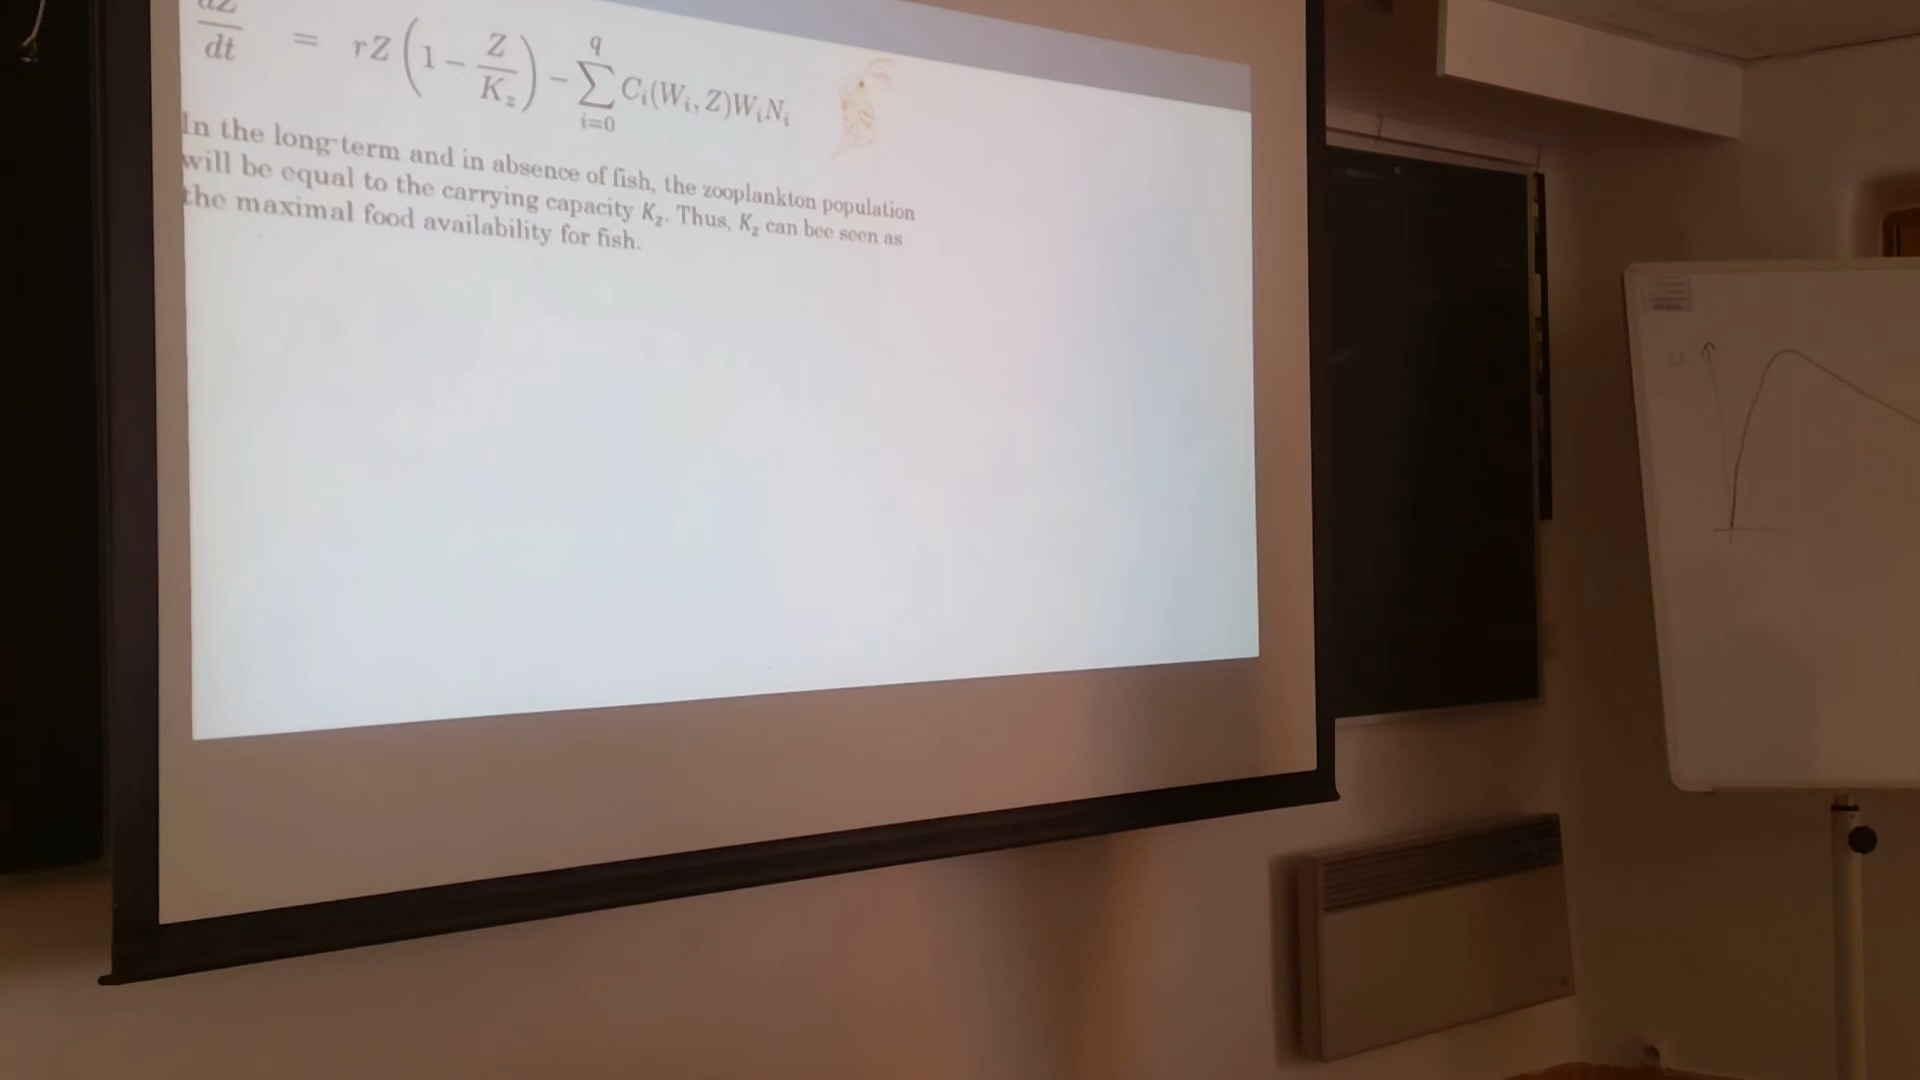 dZ/dt = rZ(1 − Z/K_z) − ∑_{i=0}^{q} C_i(W_i, Z)W_iN_i
In the long-term and in absence of fish, the zooplankton population
will be equal to the carrying capacity K_z. Thus, K_z can bee seen as
the maximal food availability for fish.